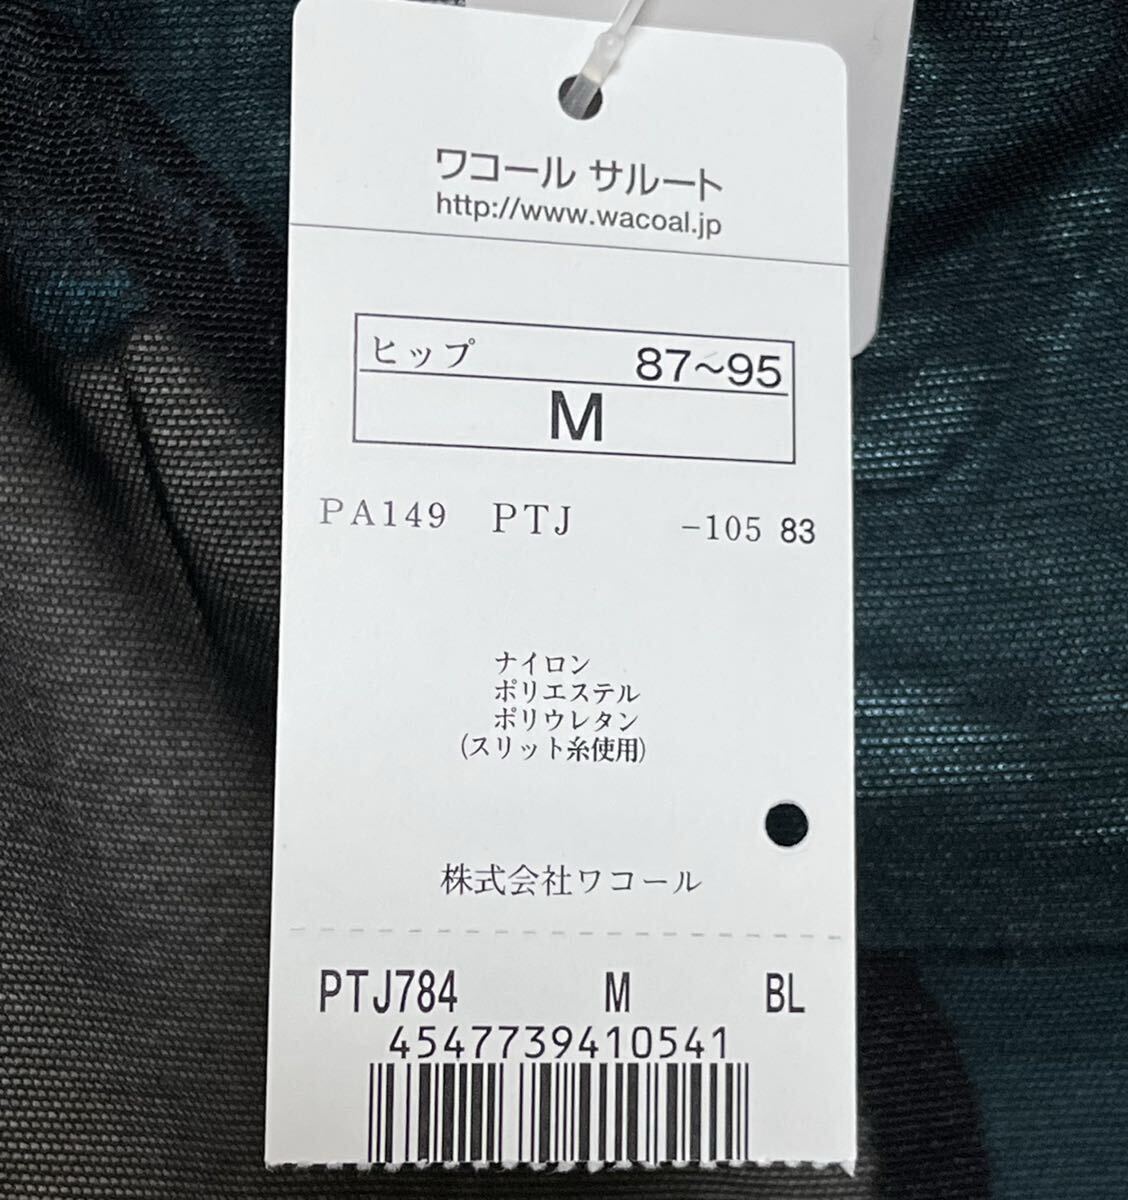 ワコール サルート
http://www.wacoal.jp
ヒップ 87~95
M
PA149 PTJ -105 83
ナイロン
ポリエステル
ポリウレタン
(スリット糸使用)
株式会社ワコール
PTJ784 M BL
4547739410541